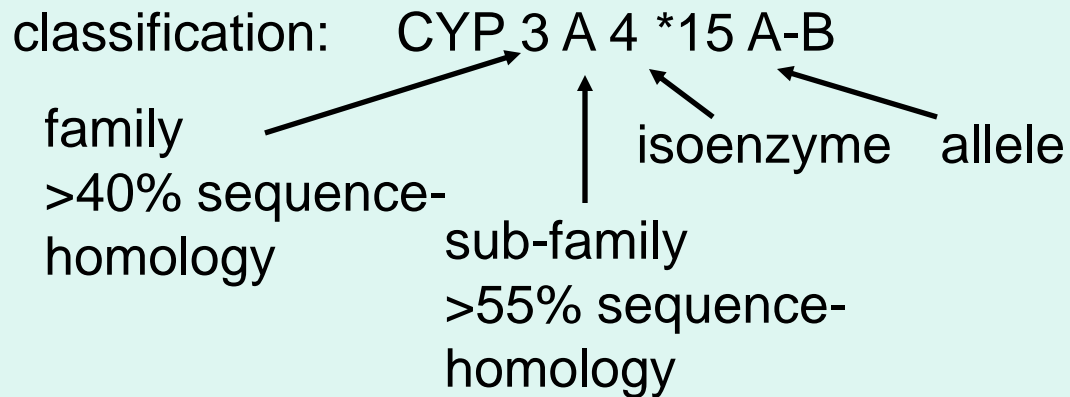 classification: CYP 3 A 4 *15 A-B
family
>40% sequence-
homology
sub-family
>55% sequence-
homology
isoenzyme
allele